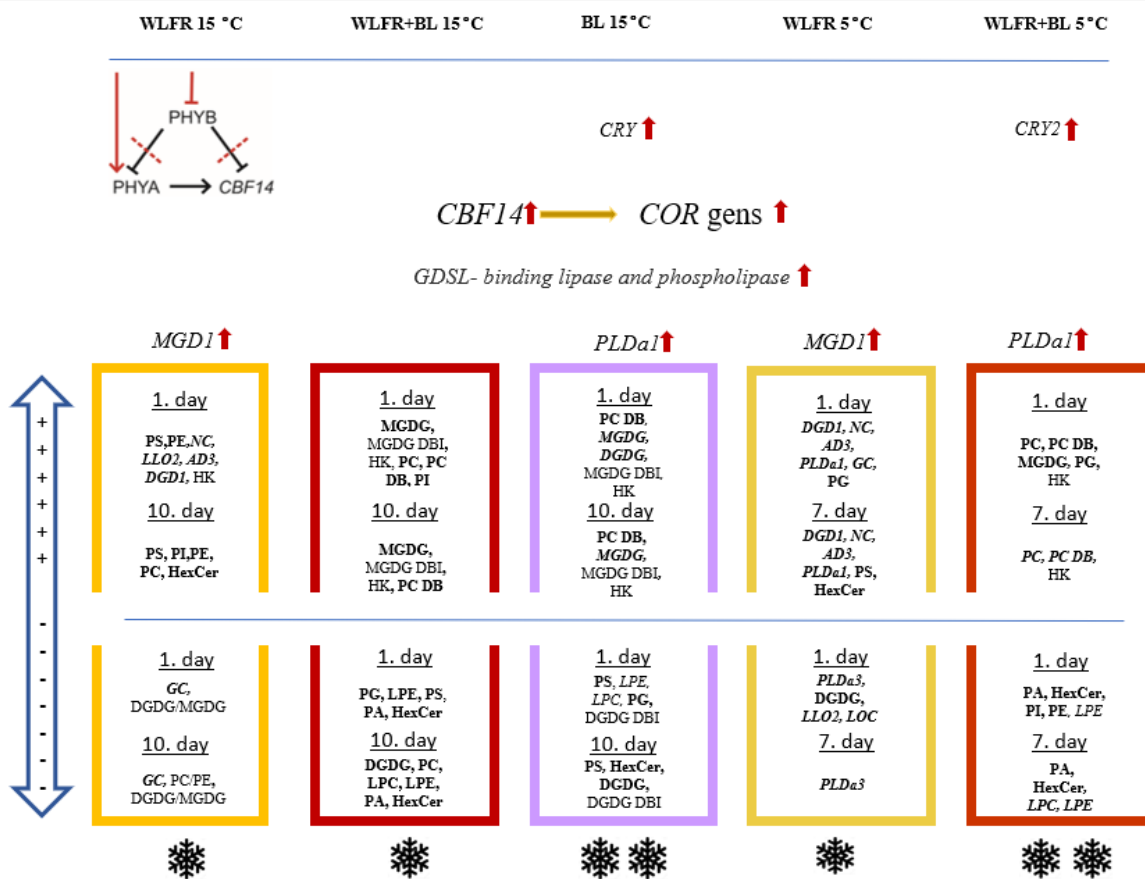 WLFR 15 °C
WLFR+BL 15°C
BL 15°C
WLFR 5°C
WLFR+BL 5°C
PHYB
PHYA
CBF14
CRY
CRY2
CBF14
COR gens
GDSL- binding lipase and phospholipase
MGD1
PLDa1
MGD1
PLDa1
+
+
+
+
+
+
-
-
-
-
-
-
-
1. day
PS,PE,NC,
LLO2, AD3,
DGD1, HK
10. day
PS, PI,PE,
PC, HexCer
1. day
MGDG,
MGDG DBI,
HK, PC, PC
DB, PI
10. day
MGDG,
MGDG DBI,
HK, PC DB
1. day
PC DB,
MGDG,
DGDG,
MGDG DBI,
HK
10. day
PC DB,
MGDG,
MGDG DBI,
HK
1. day
DGD1, NC,
AD3,
PLDa1, GC,
PG
7. day
DGD1, NC,
AD3,
PLDa1, PS,
HexCer
1. day
PC, PC DB,
MGDG, PG,
HK
7. day
PC, PC DB,
HK
1. day
GC,
DGDG/MGDG
10. day
GC, PC/PE,
DGDG/MGDG
1. day
PG, LPE, PS,
PA, HexCer
10. day
DGDG, PC,
LPC, LPE,
PA, HexCer
1. day
PS, LPE,
LPC, PG,
DGDG DBI
10. day
PS, HexCer,
DGDG,
DGDG DBI
1. day
PLDa3,
DGDG,
LLO2, LOC
7. day
PLDa3
1. day
PA, HexCer,
PI, PE, LPE
7. day
PA,
HexCer,
LPC, LPE